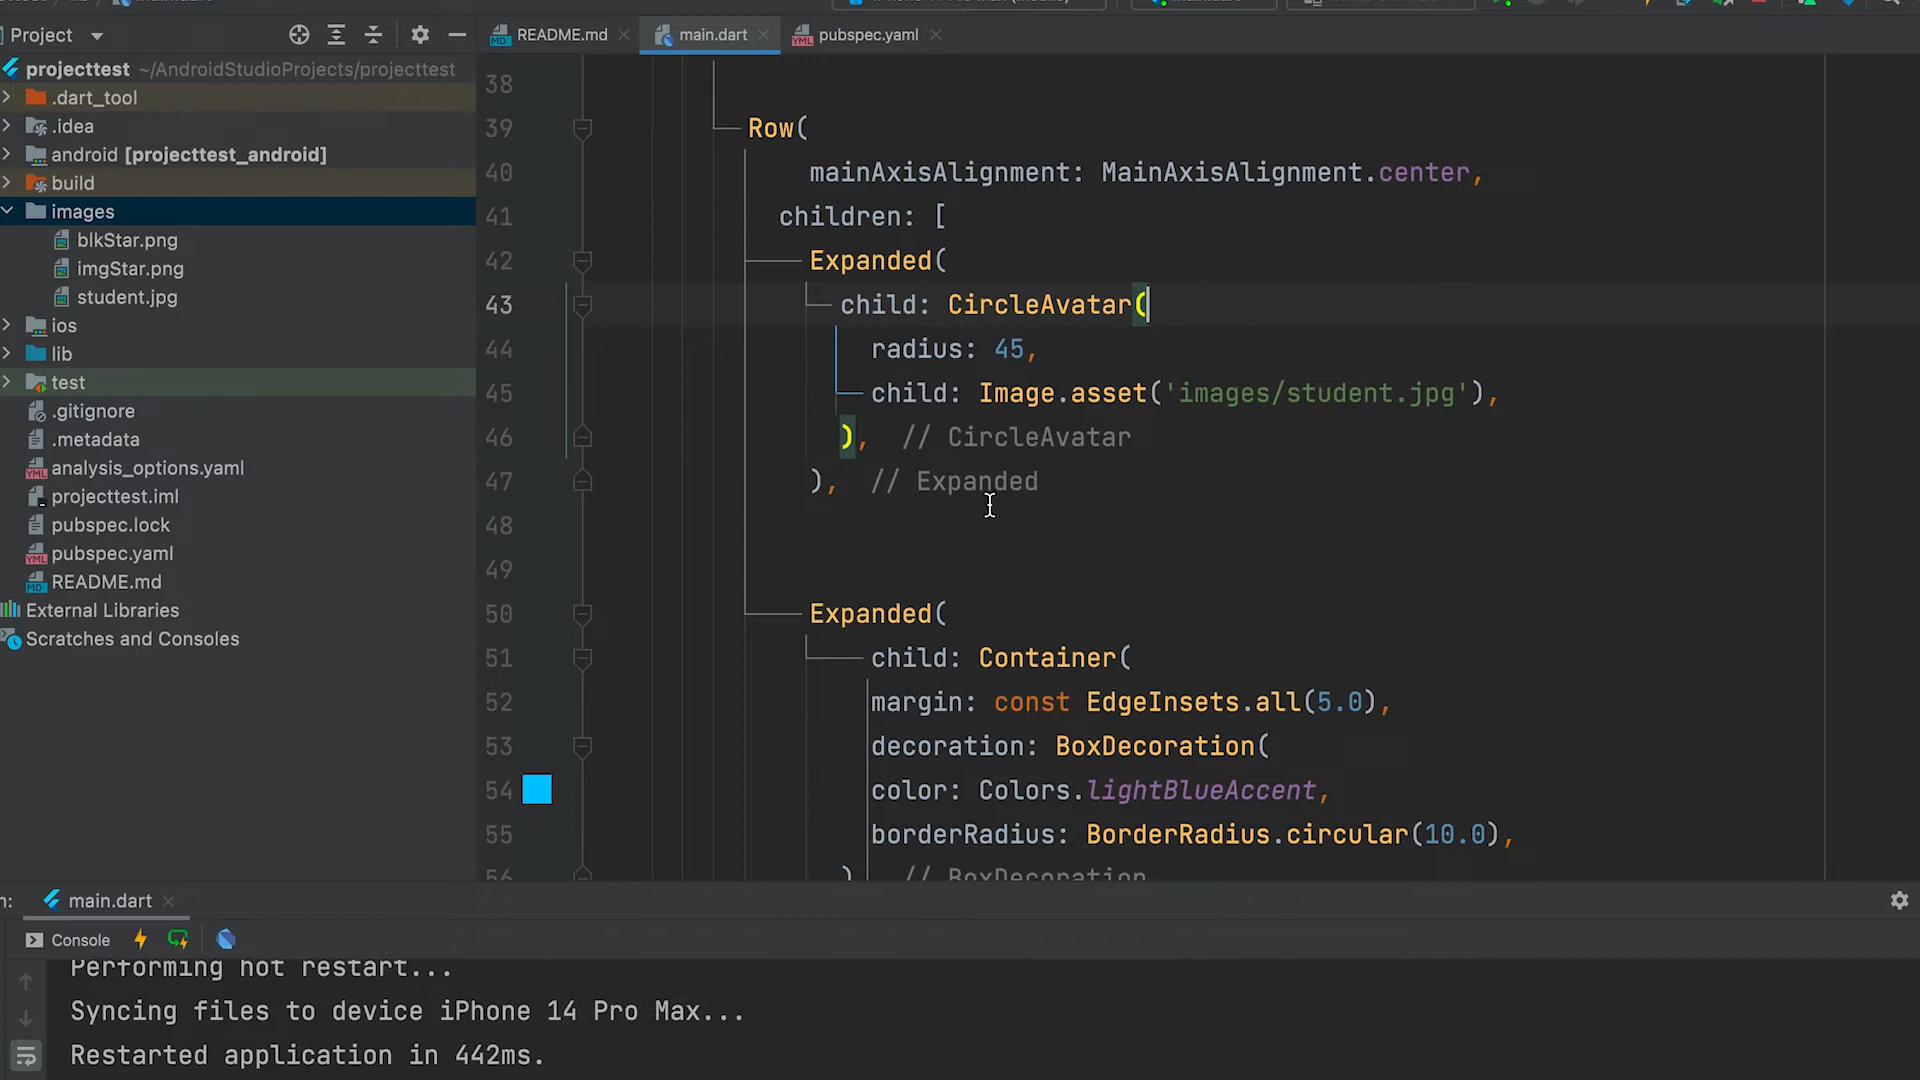 Project
README.md
main.dart
pubspec.yaml
projecttest ~/AndroidStudioProjects/projecttest
.dart_tool
.idea
android [projecttest_android]
build
images
blkStar.png
imgStar.png
student.jpg
ios
lib
test
.gitignore
.metadata
analysis_options.yaml
projecttest.iml
pubspec.lock
pubspec.yaml
README.md
External Libraries
Scratches and Consoles
38
39 Row(
40 mainAxisAlignment: MainAxisAlignment.center,
41 children: [
42 Expanded(
43 child: CircleAvatar(
44 radius: 45,
45 child: Image.asset('images/student.jpg'),
46 ), // CircleAvatar
47 ), // Expanded
48
49
50 Expanded(
51 child: Container(
52 margin: const EdgeInsets.all(5.0),
53 decoration: BoxDecoration(
54 color: Colors.lightBlueAccent,
55 borderRadius: BorderRadius.circular(10.0),
56 ) // BoxDecoration
main.dart
Console
Performing hot restart...
Syncing files to device iPhone 14 Pro Max...
Restarted application in 442ms.